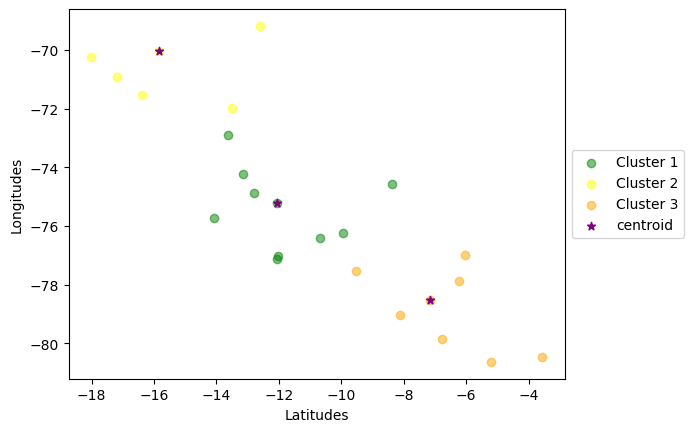 −70
−72
−74
−76
−78
−80
Longitudes
−18
−16
−14
−12
−10
−8
−6
−4
Latitudes
Cluster 1
Cluster 2
Cluster 3
centroid